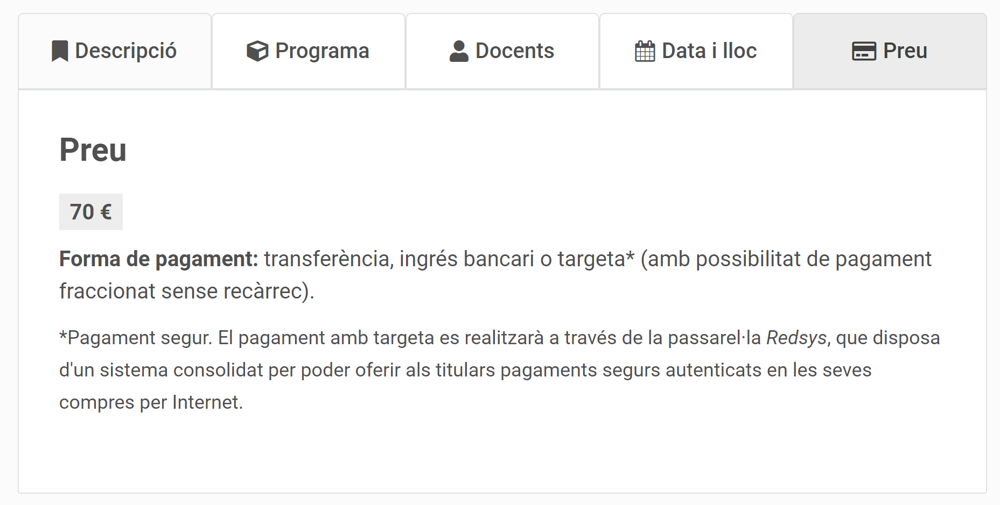 Descripció
Programa
Docents
Data i lloc
Preu
Preu
70 €
Forma de pagament: transferència, ingrés bancari o targeta* (amb possibilitat de pagament
fraccionat sense recàrrec).
*Pagament segur. El pagament amb targeta es realitzarà a través de la passarel·la Redsys, que disposa
d'un sistema consolidat per poder oferir als titulars pagaments segurs autenticats en les seves
compres per Internet.